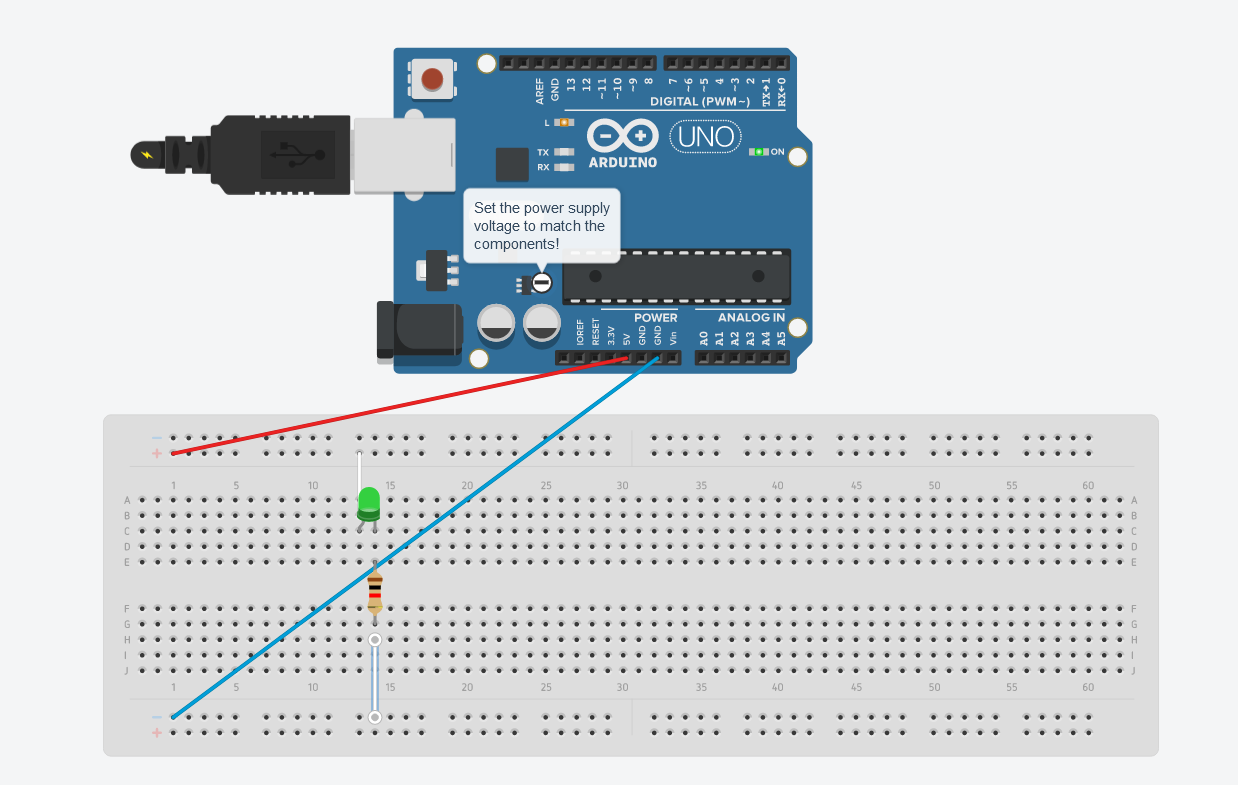 AREF
GND
13
12
~11
~10
~9
8
7
~6
~5
4
~3
2
TX→1
RX←0
DIGITAL (PWM~)
L
TX
RX
UNO
ARDUINO
ON
Set the power supply
voltage to match the
components!
POWER
ANALOG IN
IOREF
RESET
3.3V
5V
GND
GND
Vin
A0
A1
A2
A3
A4
A5
− 
+
1 5 10 15 20 25 30 35 40 45 50 55 60
A A
B B
C C
D D
E E
F F
G G
H H
I I
J J
1 5 10 15 20 25 30 35 40 45 50 55 60
−
+